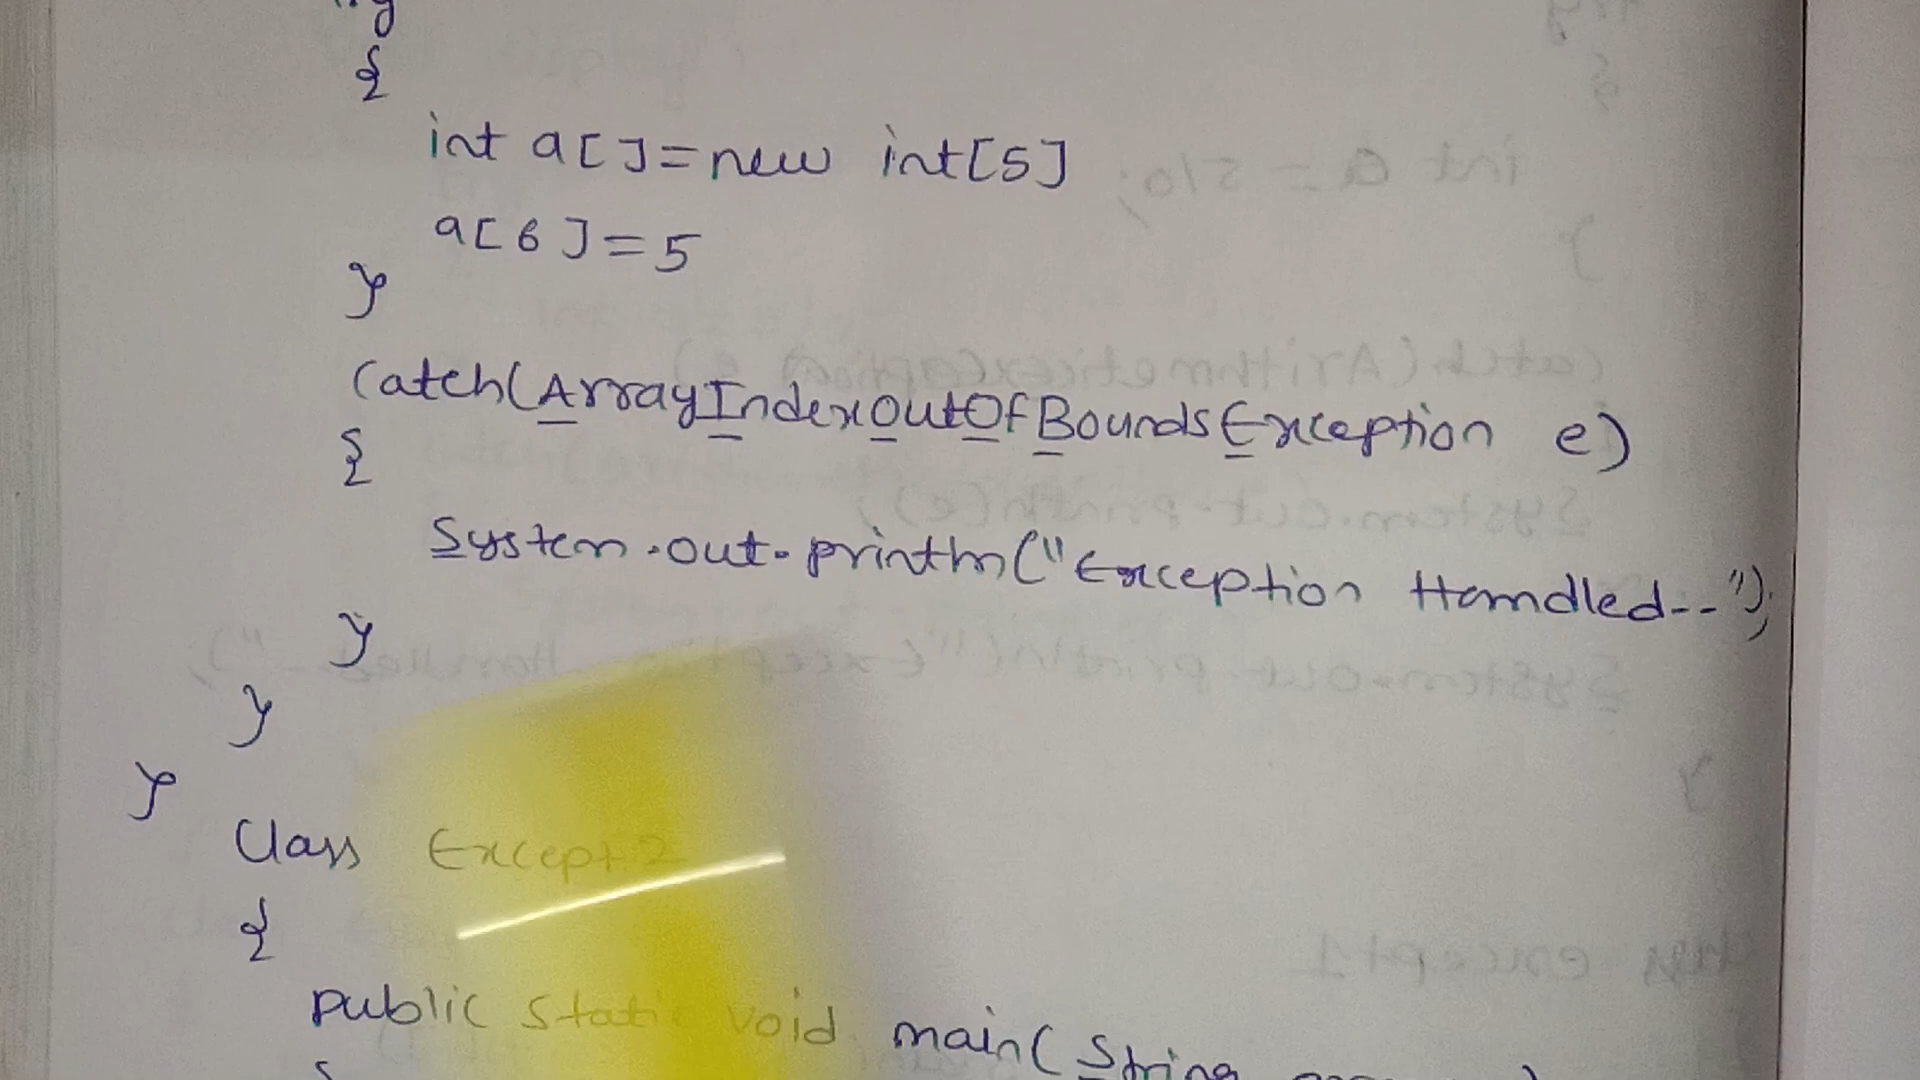 {
int a[]=new int[5]
a[6]=5
}
Catch(ArrayIndexOutOfBoundsException e)
{
System.out.println("Exception Handled--");
}
}
}
Class Except2
{
public static void main(String